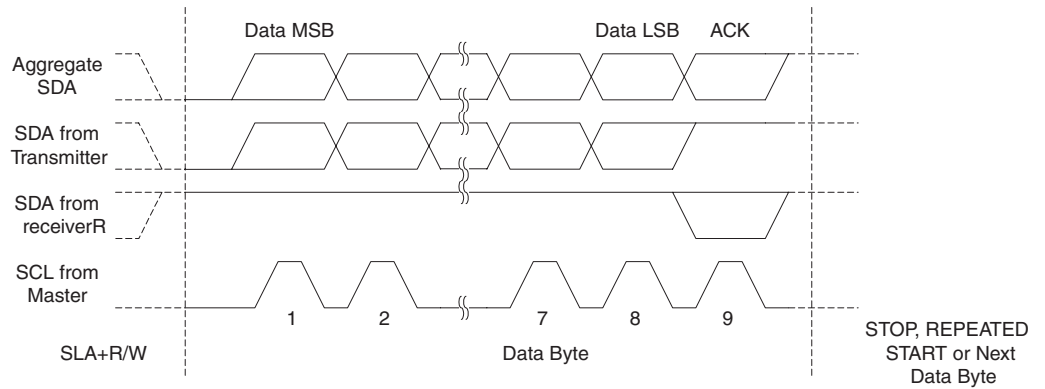 Data MSB
Data LSB
ACK
Aggregate
SDA
SDA from
Transmitter
SDA from
receiverR
SCL from
Master
1
2
7
8
9
SLA+R/W
Data Byte
STOP, REPEATED
START or Next
Data Byte